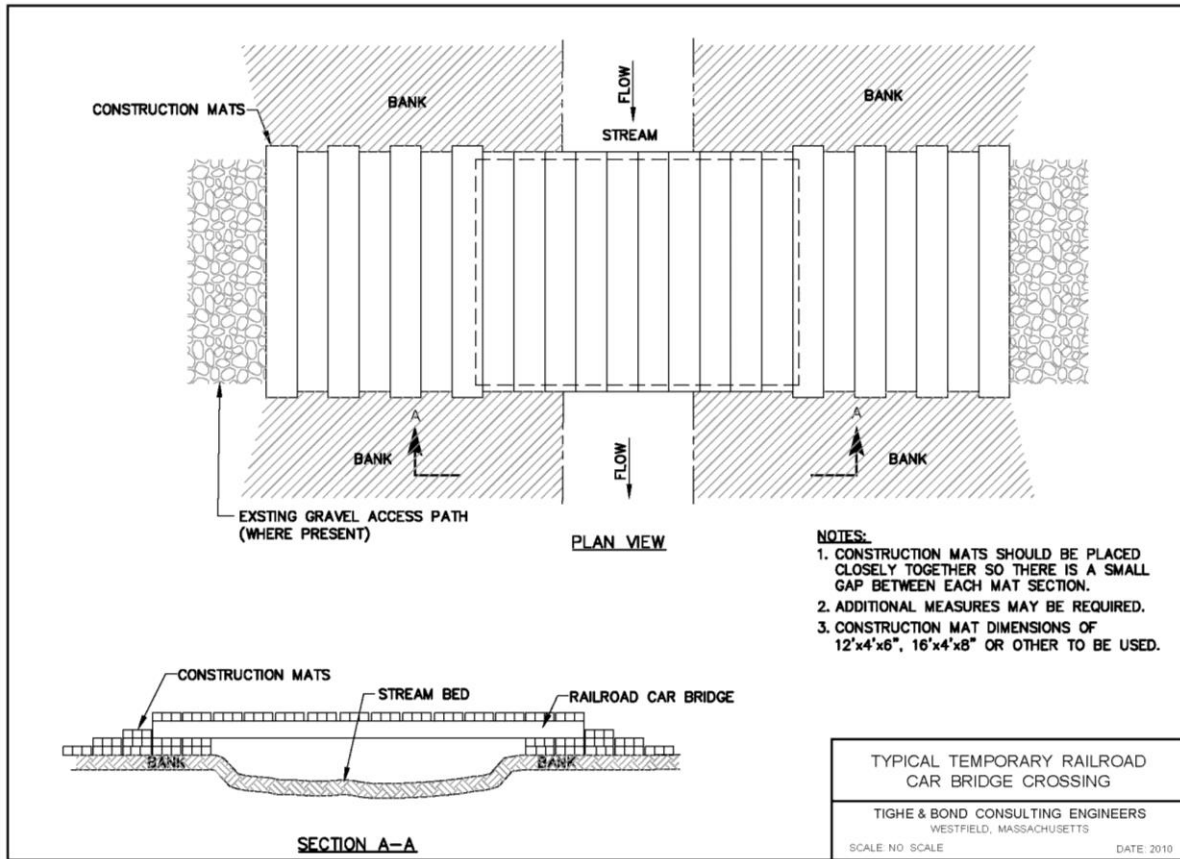 CONSTRUCTION MATS
BANK
FLOW
STREAM
BANK
A
BANK
FLOW
A
BANK
EXSTING GRAVEL ACCESS PATH
(WHERE PRESENT)
PLAN VIEW
NOTES:
1. CONSTRUCTION MATS SHOULD BE PLACED
CLOSELY TOGETHER SO THERE IS A SMALL
GAP BETWEEN EACH MAT SECTION.
2. ADDITIONAL MEASURES MAY BE REQUIRED.
3. CONSTRUCTION MAT DIMENSIONS OF
12'x4'x6", 16'x4'x8" OR OTHER TO BE USED.
CONSTRUCTION MATS
STREAM BED
RAILROAD CAR BRIDGE
BANK
BANK
SECTION A-A
TYPICAL TEMPORARY RAILROAD
CAR BRIDGE CROSSING
TIGHE & BOND CONSULTING ENGINEERS
WESTFIELD, MASSACHUSETTS
SCALE: NO SCALE DATE: 2010